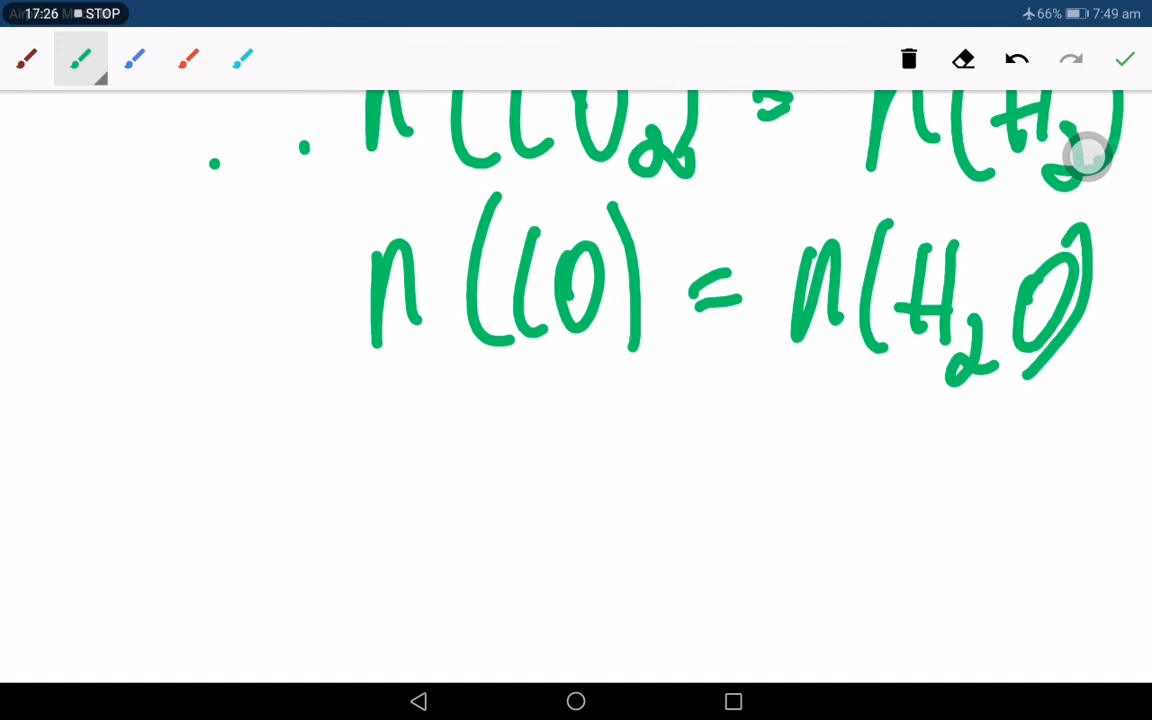 17:26 STOP 66% 7:49 am
∴ n(CO₂) = n(H₂)
n(CO) = n(H₂O)